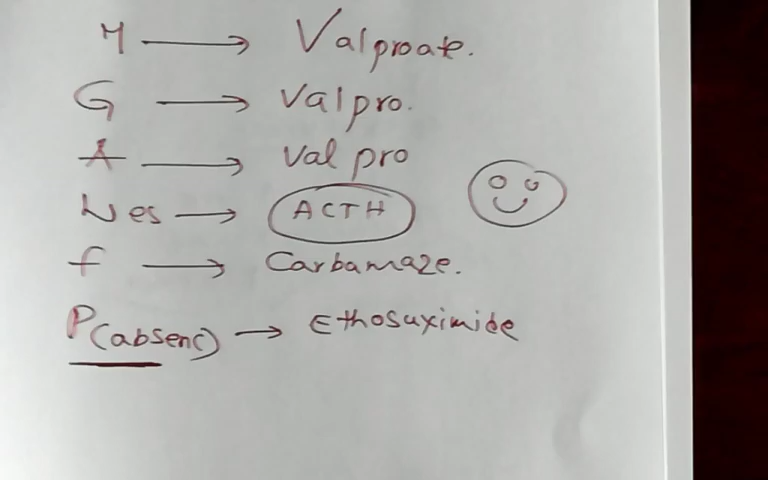 M → Valproate.
G → Valpro.
A → Val pro
Wes → ACTH
f → Carbamaze.
P(absenc) → Ethosuximide